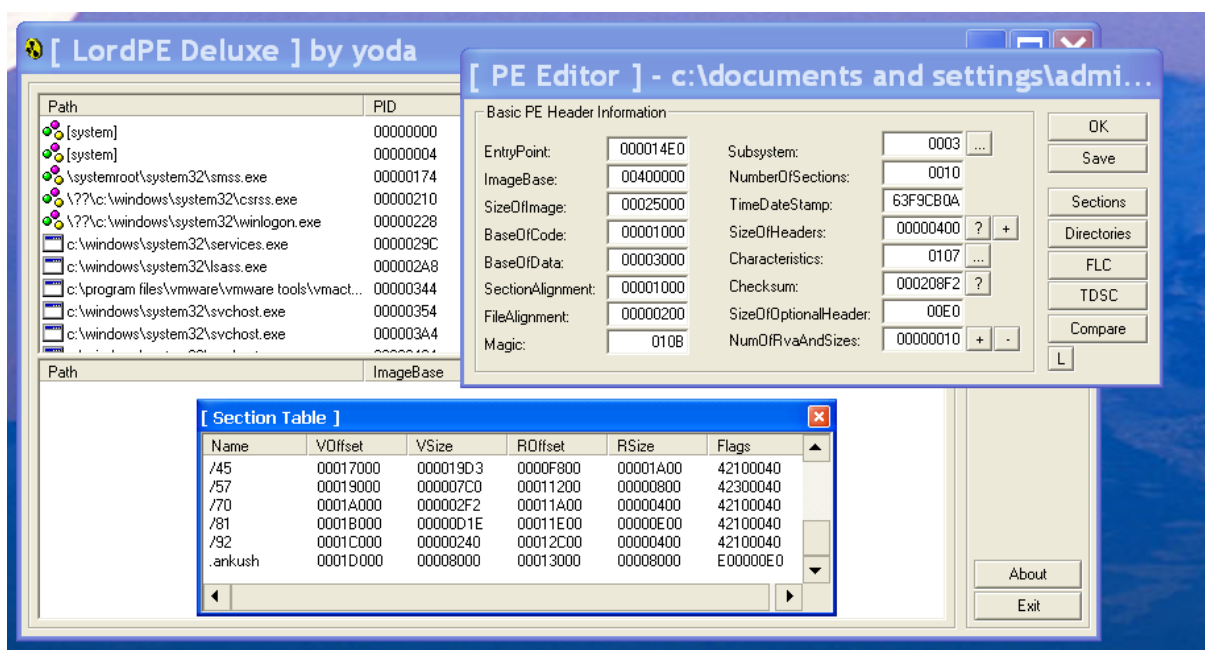 [ LordPE Deluxe ] by yoda
Path PID
[system] 00000000
[system] 00000004
\systemroot\system32\smss.exe 00000174
\??\c:\windows\system32\csrss.exe 00000210
\??\c:\windows\system32\winlogon.exe 00000228
c:\windows\system32\services.exe 0000029C
c:\windows\system32\lsass.exe 000002A8
c:\program files\vmware\vmware tools\vmact... 00000344
c:\windows\system32\svchost.exe 00000354
c:\windows\system32\svchost.exe 000003A4
Path ImageBase
[ PE Editor ] - c:\documents and settings\admi...
Basic PE Header Information
EntryPoint: 000014E0 Subsystem: 0003 ...
ImageBase: 00400000 NumberOfSections: 0010
SizeOfImage: 00025000 TimeDateStamp: 63F9CB0A
BaseOfCode: 00001000 SizeOfHeaders: 00000400 ? +
BaseOfData: 00003000 Characteristics: 0107 ...
SectionAlignment: 00001000 Checksum: 000208F2 ?
FileAlignment: 00000200 SizeOfOptionalHeader: 00E0
Magic: 010B NumOfRvaAndSizes: 00000010 + -
OK
Save
Sections
Directories
FLC
TDSC
Compare
L
[ Section Table ]
Name VOffset VSize ROffset RSize Flags
/45 00017000 000019D3 0000F800 00001A00 42100040
/57 00019000 000007C0 00011200 00000800 42300040
/70 0001A000 000002F2 00011A00 00000400 42100040
/81 0001B000 00000D1E 00011E00 00000E00 42100040
/92 0001C000 00000240 00012C00 00000400 42100040
.ankush 0001D000 00008000 00013000 00008000 E00000E0
About
Exit